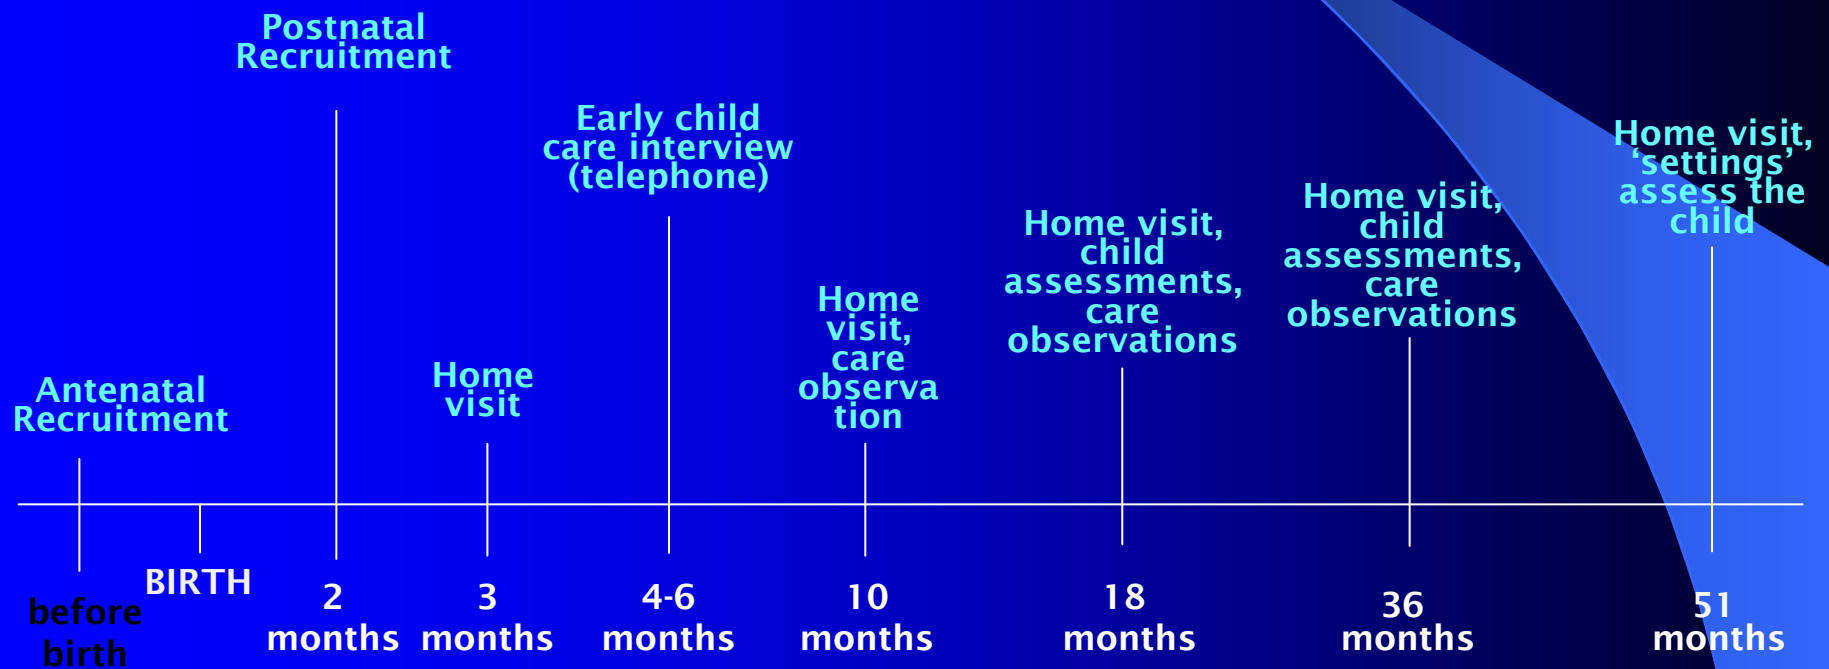 Postnatal
Recruitment
Early child
care interview
(telephone)
Home visit,
‘settings’
assess the
child
Home visit,
child
assessments,
care
observations
Home visit,
child
assessments,
care
observations
Home
visit,
care
observa
tion
Home
visit
Antenatal
Recruitment
before
birth
BIRTH
2
months
3
months
4-6
months
10
months
18
months
36
months
51
months